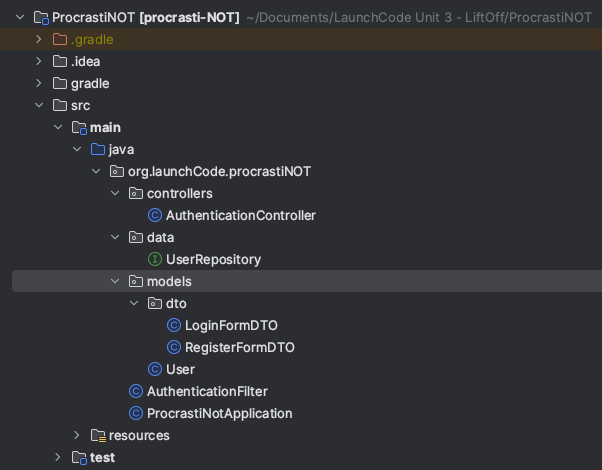 ProcrastiNOT [procrasti-NOT] ~/Documents/LaunchCode Unit 3 - LiftOff/ProcrastiNOT
.gradle
.idea
gradle
src
main
java
org.launchCode.procrastiNOT
controllers
C AuthenticationController
data
I UserRepository
models
dto
C LoginFormDTO
C RegisterFormDTO
C User
C AuthenticationFilter
C ProcrastiNotApplication
resources
test